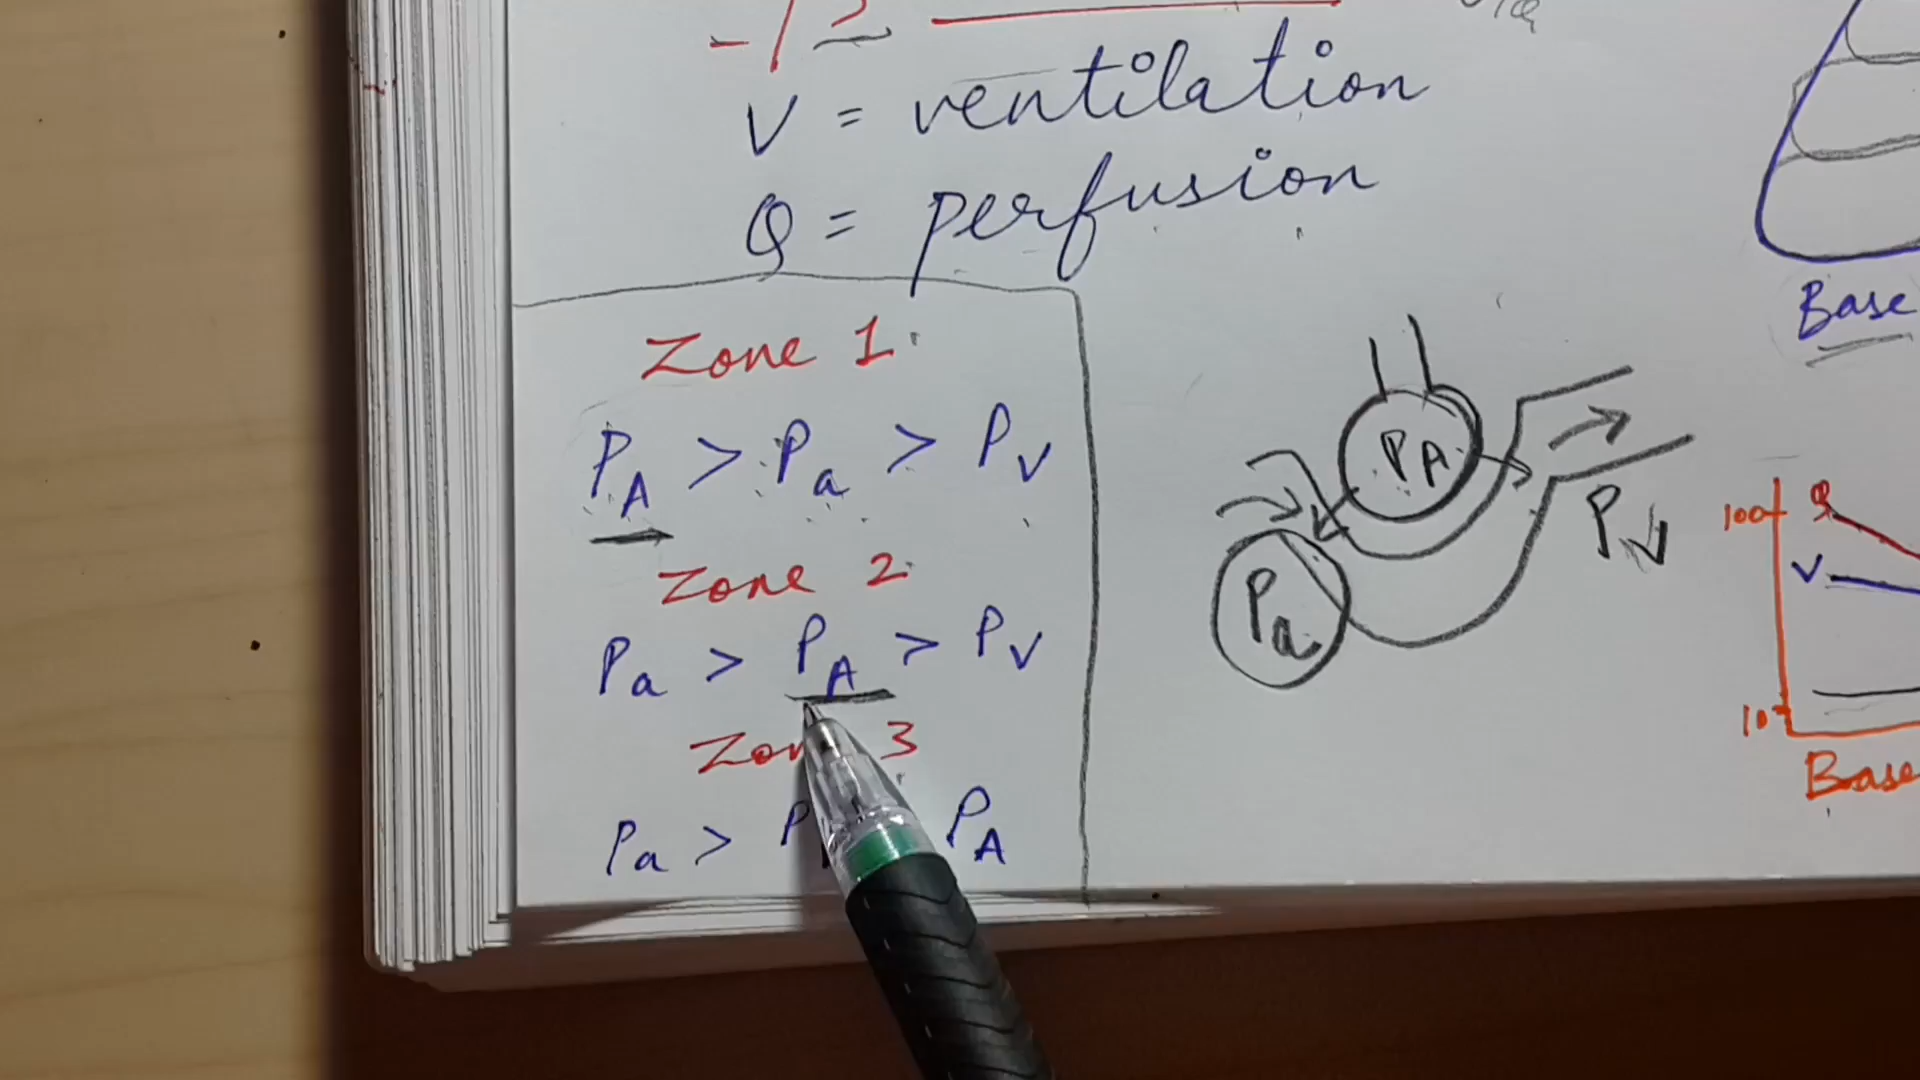 V = ventilation
Q = perfusion
Zone 1
PA > Pa > PV
Zone 2
Pa > PA > PV
3
Pa > P PA
PA
Pa
PV
Base
100
Q
V
10
Base